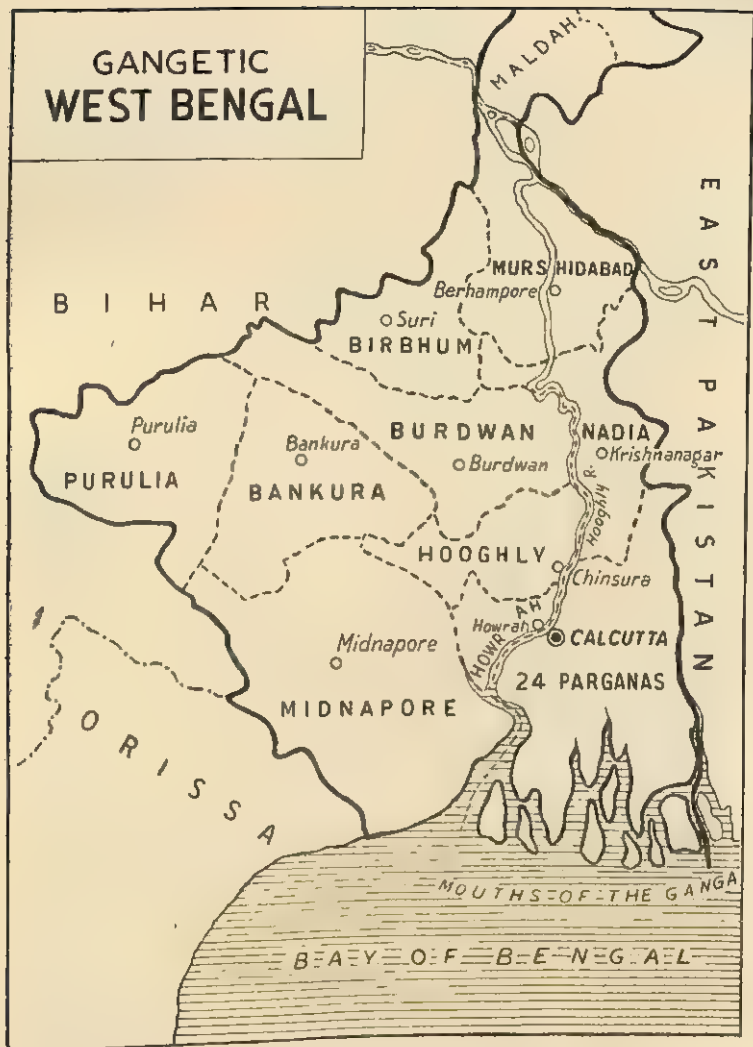 GANGETIC
WEST BENGAL
MALDAH
EAST PAKISTAN
BIHAR
MURSHIDABAD
Berhampore
Suri
BIRBHUM
Purulia
PURULIA
Bankura
BANKURA
BURDWAN
Burdwan
NADIA
Krishnanagar
Hooghly R.
HOOGHLY
Chinsura
HOWRAH
Howrah
CALCUTTA
24 PARGANAS
Midnapore
MIDNAPORE
ORISSA
MOUTHS OF THE GANGA
BAY OF BENGAL